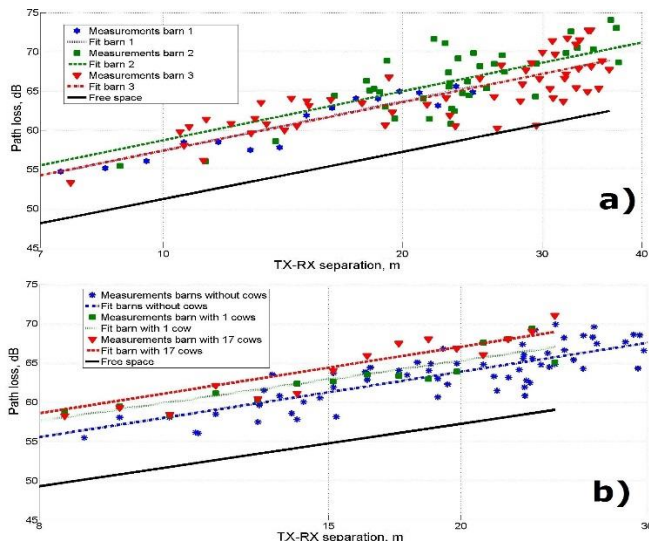 75
70
65
60
55
50
45
Path loss, dB
Measurements barn 1
Fit barn 1
Measurements barn 2
Fit barn 2
Measurements barn 3
Fit barn 3
Free space
a)
7 10 20 30 40
TX-RX separation, m
75
70
65
60
55
50
45
Path loss, dB
Measurements barns without cows
Fit barns without cows
Measurements barn with 1 cows
Fit barn with 1 cow
Measurements barn with 17 cows
Fit barn with 17 cows
Free space
b)
8 15 20 30
TX-RX separation, m